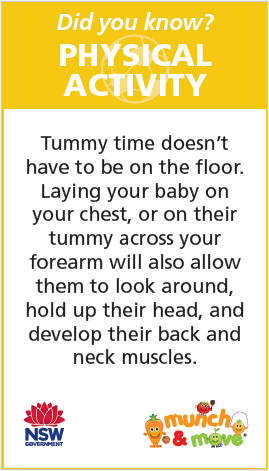 Did you know?
PHYSICAL
ACTIVITY
Tummy time doesn’t
have to be on the floor.
Laying your baby on
your chest, or on their
tummy across your
forearm will also allow
them to look around,
hold up their head, and
develop their back and
neck muscles.
NSW
GOVERNMENT
munch
& move